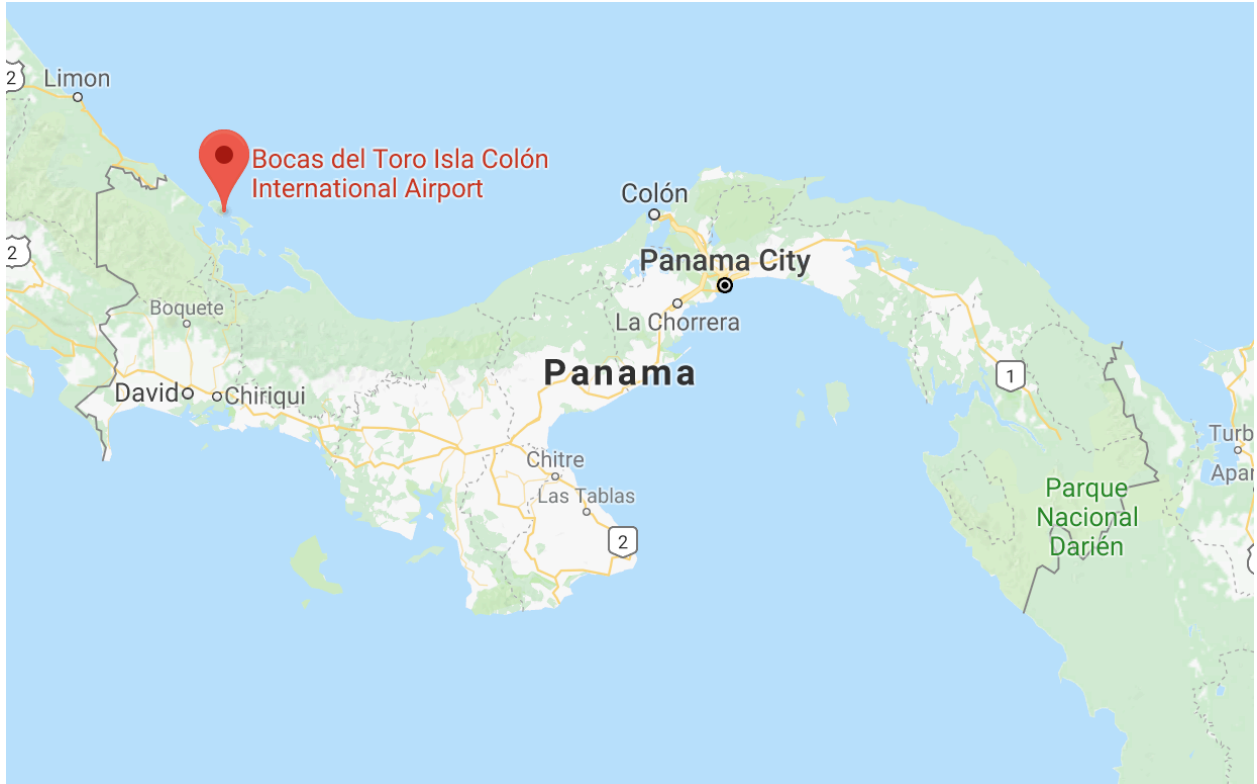 2
Limon
Bocas del Toro Isla Colón
International Airport
Colón
2
Panama City
Boquete
La Chorrera
Panama
1
David
Chiriqui
Turb
Chitre
Apar
Las Tablas
Parque
Nacional
Darién
2